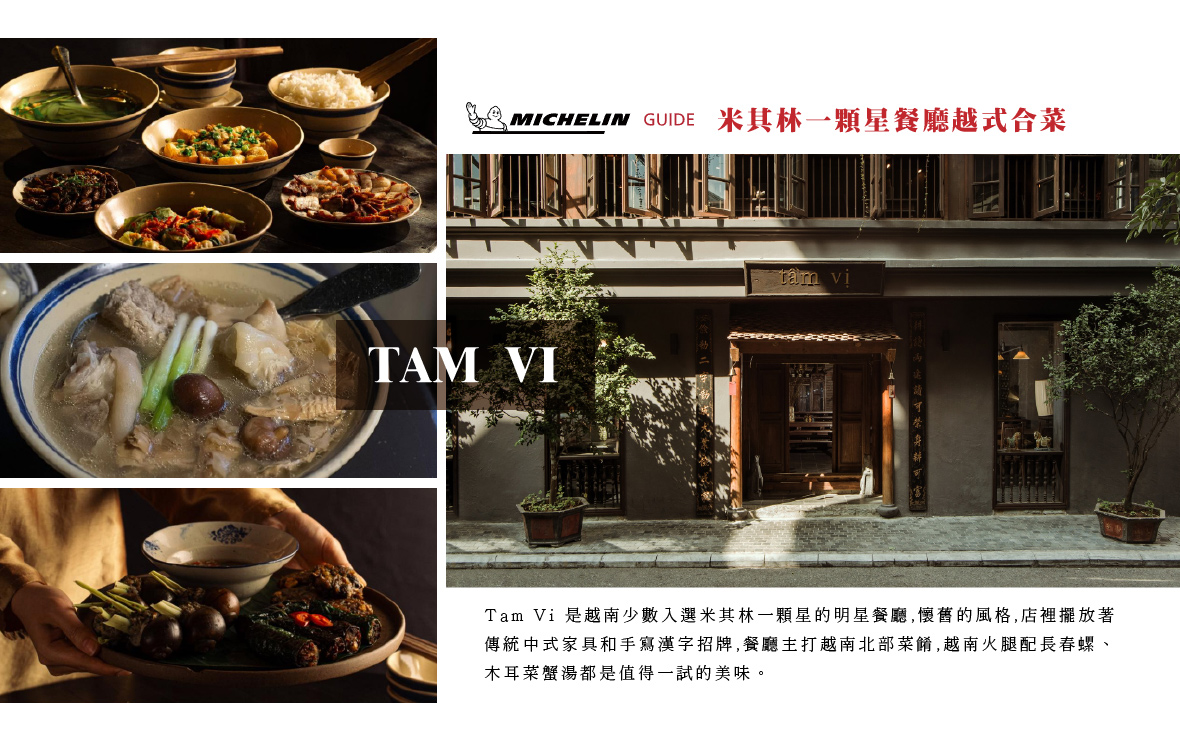 MICHELIN GUIDE 米其林一顆星餐廳越式合菜
tâm vị
TAM VI
Tam Vi 是越南少數入選米其林一顆星的明星餐廳,懷舊的風格,店裡擺放著
傳統中式家具和手寫漢字招牌,餐廳主打越南北部菜餚,越南火腿配長春螺、
木耳菜蟹湯都是值得一試的美味。